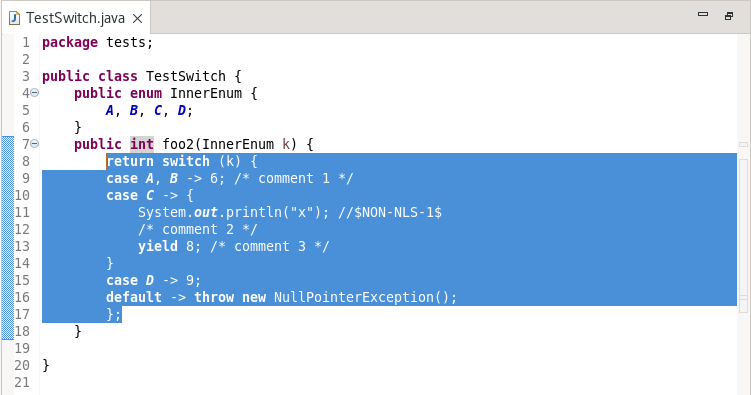 TestSwitch.java
1 package tests;
2
3 public class TestSwitch {
4     public enum InnerEnum {
5         A, B, C, D;
6     }
7     public int foo2(InnerEnum k) {
8         return switch (k) {
9         case A, B -> 6; /* comment 1 */
10         case C -> {
11             System.out.println("x"); //$NON-NLS-1$
12             /* comment 2 */
13             yield 8; /* comment 3 */
14         }
15         case D -> 9;
16         default -> throw new NullPointerException();
17         };
18     }
19
20 }
21